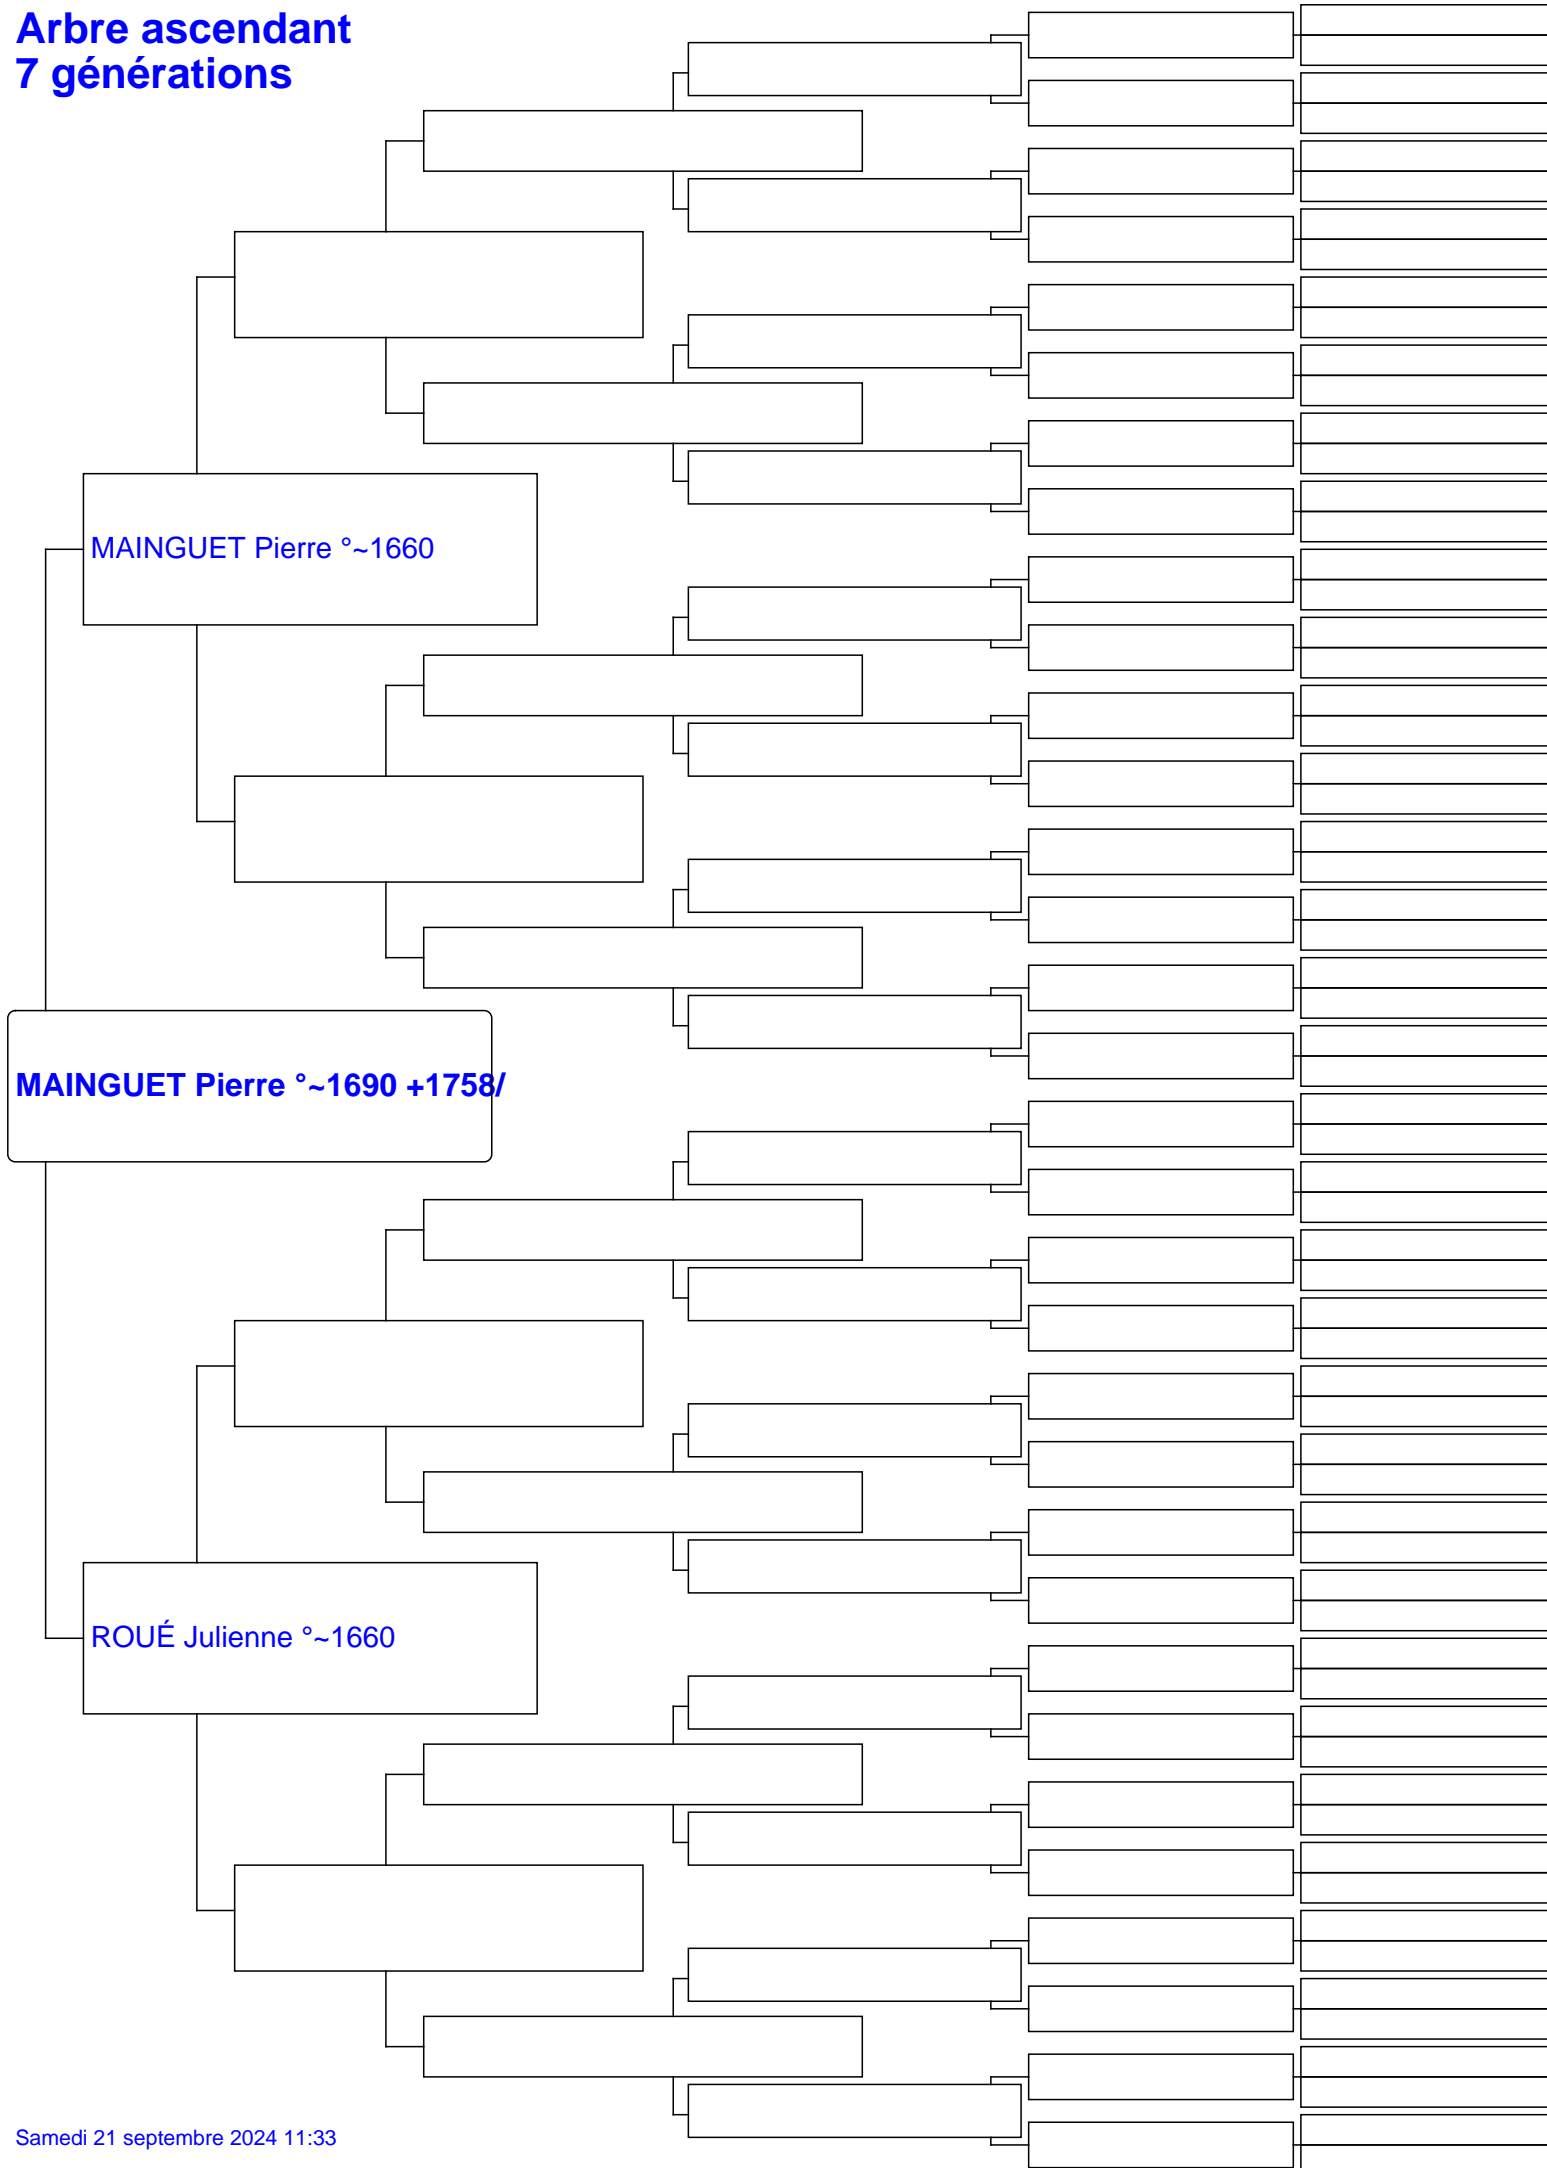 Arbre ascendant
7 générations
MAINGUET Pierre °~1660
MAINGUET Pierre °~1690 +1758/
ROUÉ Julienne °~1660
Samedi 21 septembre 2024 11:33